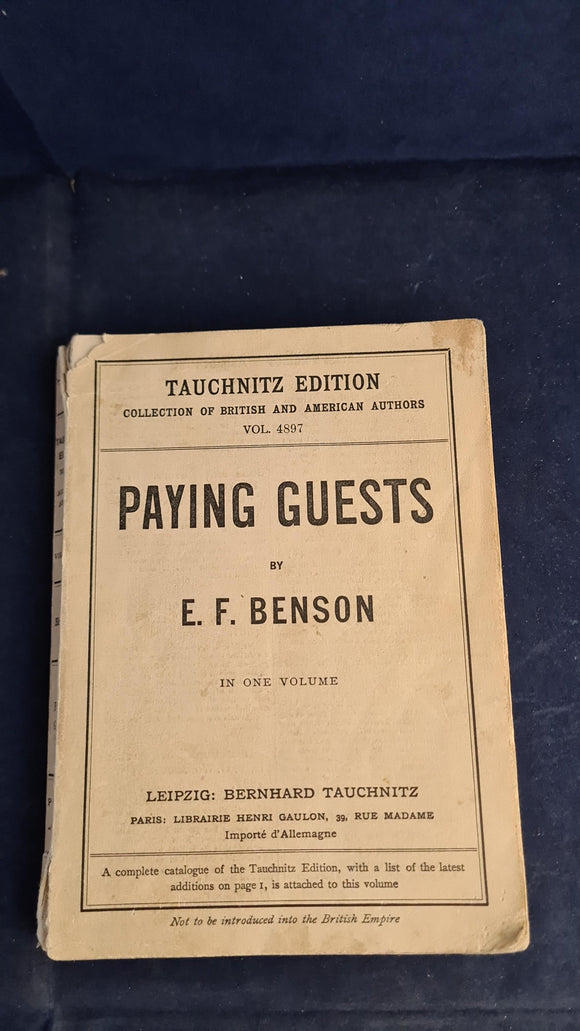 TAUCHNITZ EDITION
COLLECTION OF BRITISH AND AMERICAN AUTHORS
VOL. 4897
PAYING GUESTS
BY
E. F. BENSON
IN ONE VOLUME
LEIPZIG: BERNHARD TAUCHNITZ
PARIS: LIBRAIRIE HENRI GAULON, 39, RUE MADAME
Importé d'Allemagne
A complete catalogue of the Tauchnitz Edition, with a list of the latest
additions on page 1, is attached to this volume
Not to be introduced into the British Empire